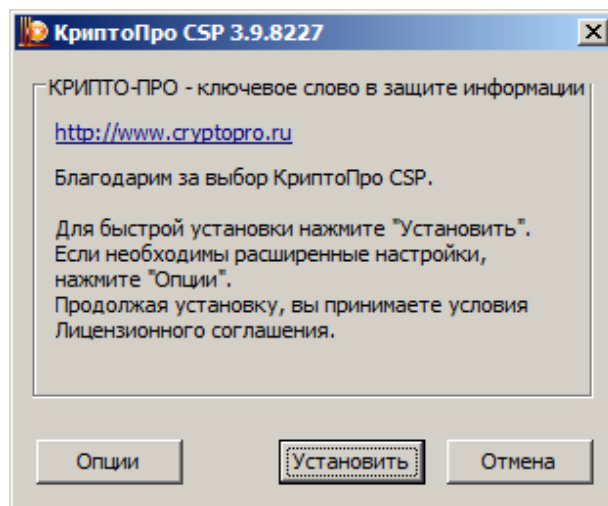 КриптоПро CSP 3.9.8227
КРИПТО-ПРО - ключевое слово в защите информации
http://www.cryptopro.ru
Благодарим за выбор КриптоПро CSP.
Для быстрой установки нажмите "Установить".
Если необходимы расширенные настройки,
нажмите "Опции".
Продолжая установку, вы принимаете условия
Лицензионного соглашения.
Опции
Установить
Отмена